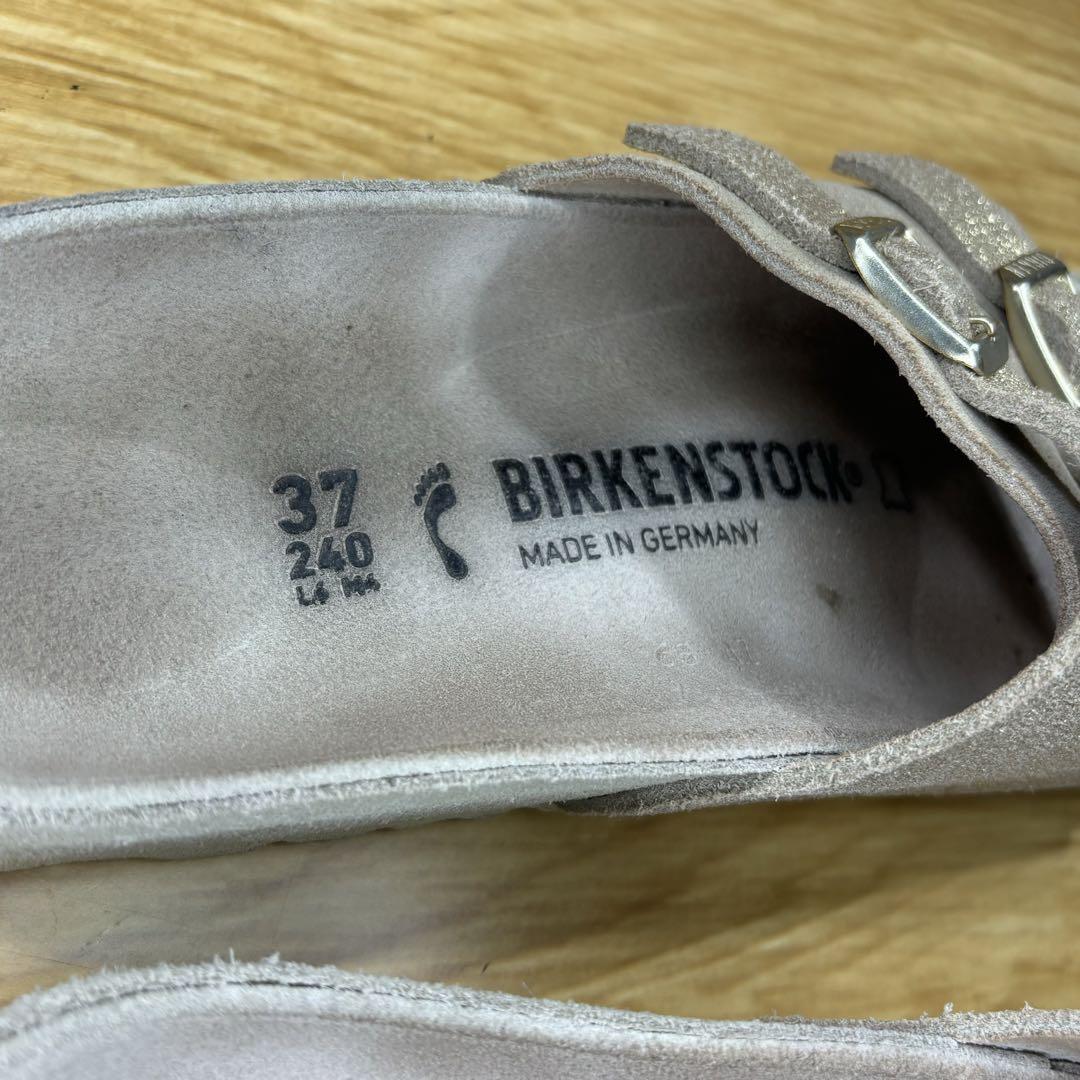 37
240
L6 M4
BIRKENSTOCK®
MADE IN GERMANY